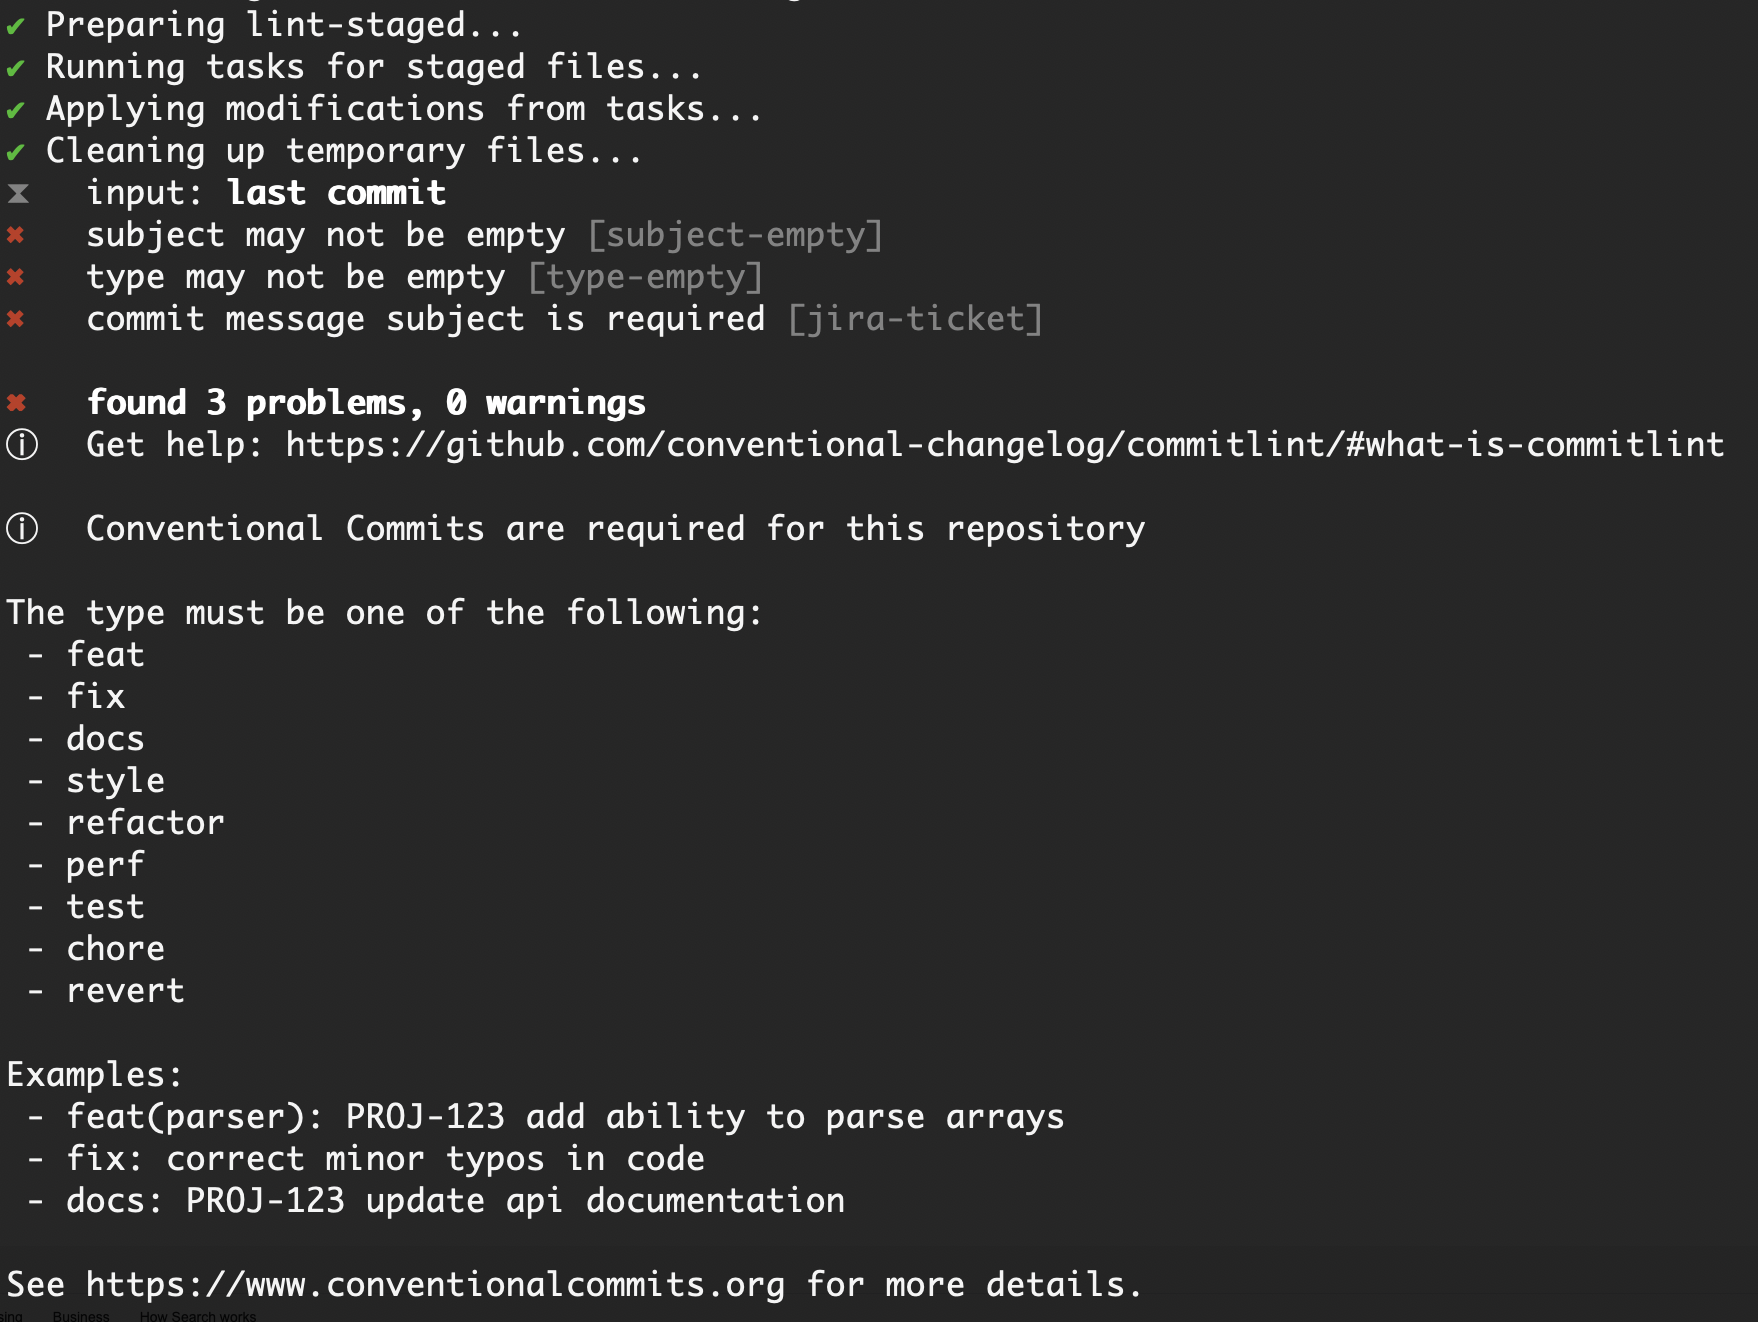 ✔ Preparing lint-staged...
✔ Running tasks for staged files...
✔ Applying modifications from tasks...
✔ Cleaning up temporary files...
⧗ input: last commit
✖ subject may not be empty [subject-empty]
✖ type may not be empty [type-empty]
✖ commit message subject is required [jira-ticket]
✖ found 3 problems, 0 warnings
ⓘ Get help: https://github.com/conventional-changelog/commitlint/#what-is-commitlint
ⓘ Conventional Commits are required for this repository
The type must be one of the following:
- feat
- fix
- docs
- style
- refactor
- perf
- test
- chore
- revert
Examples:
- feat(parser): PROJ-123 add ability to parse arrays
- fix: correct minor typos in code
- docs: PROJ-123 update api documentation
See https://www.conventionalcommits.org for more details.
Business How Search works